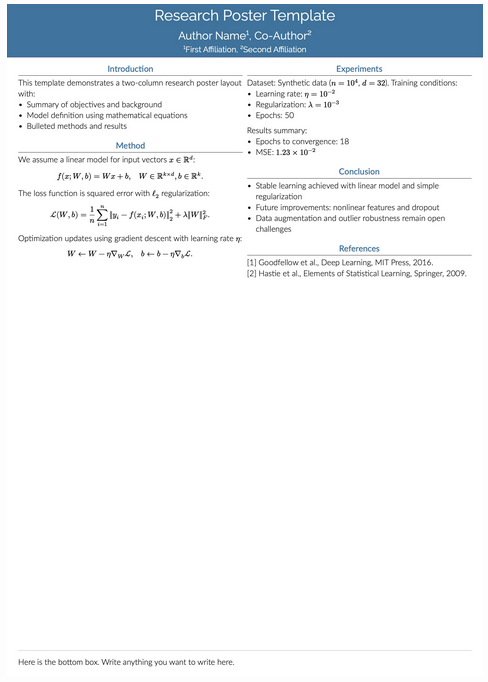 Research Poster Template
Author Name¹, Co-Author²
¹First Affiliation, ²Second Affiliation
Introduction
This template demonstrates a two-column research poster layout
with:
• Summary of objectives and background
• Model definition using mathematical equations
• Bulleted methods and results
Method
We assume a linear model for input vectors x ∈ ℝᵈ:
f(x; W, b) = Wx + b, W ∈ ℝᵏˣᵈ, b ∈ ℝᵏ.
The loss function is squared error with ℓ₂ regularization:
ℒ(W, b) = 1/n ∑ⁿᵢ₌₁ ‖yᵢ − f(xᵢ; W, b)‖²₂ + λ‖W‖²_F.
Optimization updates using gradient descent with learning rate η:
W ← W − η∇_W ℒ, b ← b − η∇_b ℒ.
Experiments
Dataset: Synthetic data (n = 10⁴, d = 32). Training conditions:
• Learning rate: η = 10⁻²
• Regularization: λ = 10⁻³
• Epochs: 50
Results summary:
• Epochs to convergence: 18
• MSE: 1.23 × 10⁻²
Conclusion
• Stable learning achieved with linear model and simple
regularization
• Future improvements: nonlinear features and dropout
• Data augmentation and outlier robustness remain open
challenges
References
[1] Goodfellow et al., Deep Learning, MIT Press, 2016.
[2] Hastie et al., Elements of Statistical Learning, Springer, 2009.
Here is the bottom box. Write anything you want to write here.